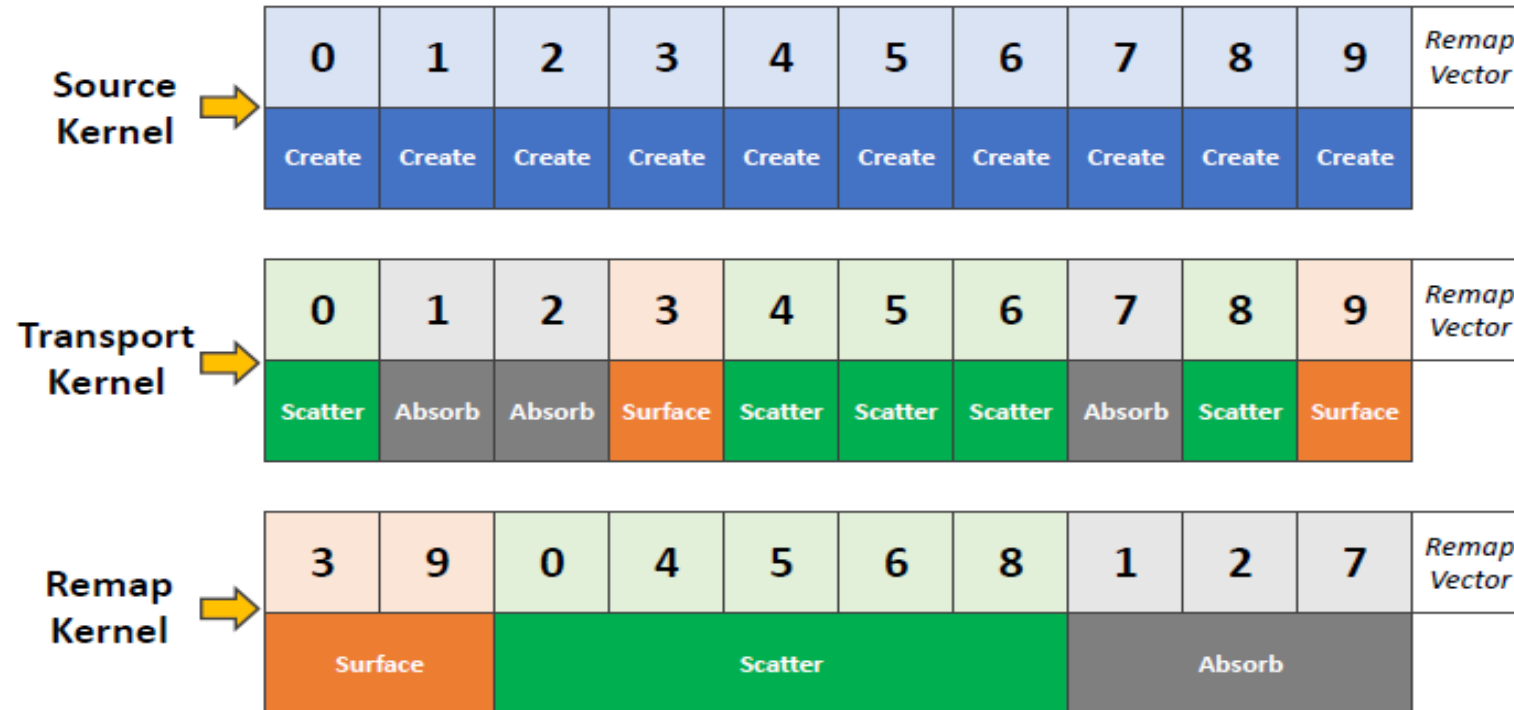 Source
Kernel
0 1 2 3 4 5 6 7 8 9 Remap
Vector
Create Create Create Create Create Create Create Create Create Create
Transport
Kernel
0 1 2 3 4 5 6 7 8 9 Remap
Vector
Scatter Absorb Absorb Surface Scatter Scatter Scatter Absorb Scatter Surface
Remap
Kernel
3 9 0 4 5 6 8 1 2 7 Remap
Vector
Surface Scatter Absorb